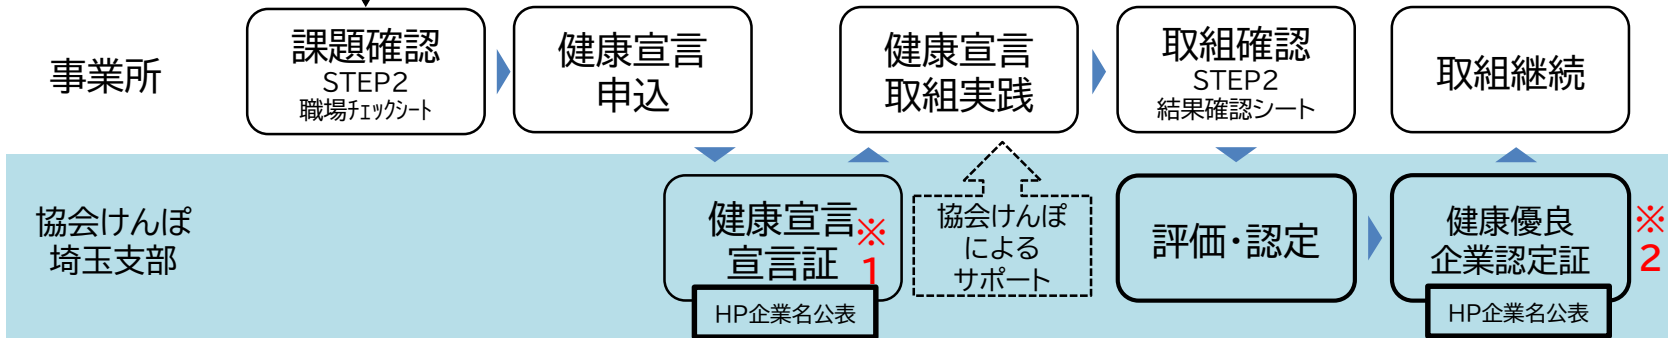 事業所
課題確認
STEP2
職場ﾁｪｯｸｼｰﾄ
健康宣言
申込
健康宣言
取組実践
取組確認
STEP2
結果確認シート
取組継続
協会けんぽ
埼玉支部
健康宣言
宣言証
※
1
HP企業名公表
協会けんぽ
による
サポート
評価・認定
健康優良
企業認定証
※
2
HP企業名公表